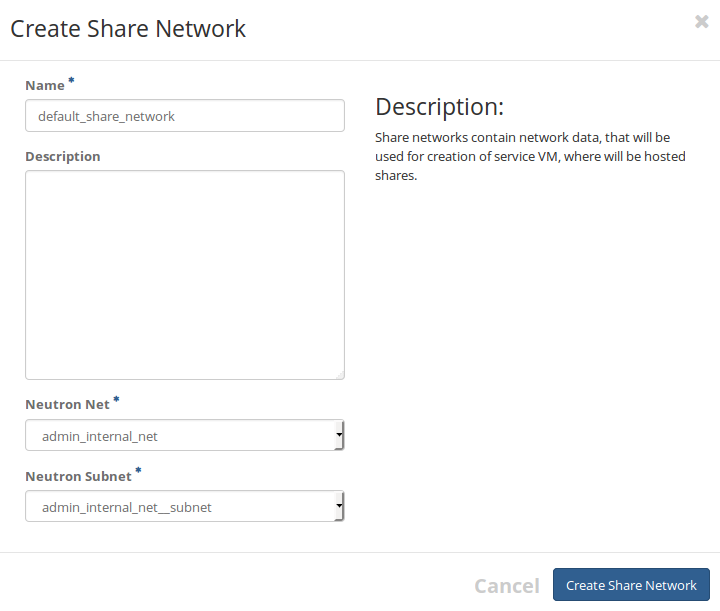 Create Share Network
Name *
default_share_network
Description
Neutron Net *
admin_internal_net
Neutron Subnet *
admin_internal_net__subnet
Description:
Share networks contain network data, that will be
used for creation of service VM, where will be hosted
shares.
Cancel
Create Share Network